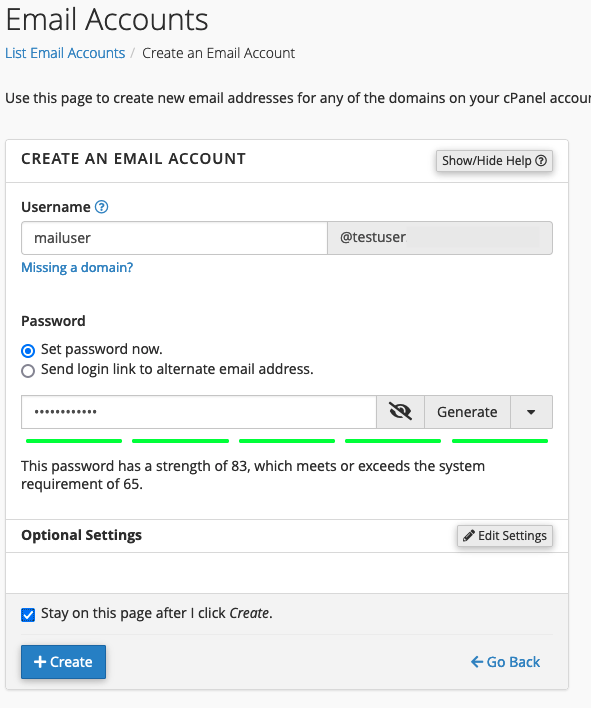 Email Accounts
List Email Accounts / Create an Email Account
Use this page to create new email addresses for any of the domains on your cPanel accou
CREATE AN EMAIL ACCOUNT
Show/Hide Help
Username
mailuser
@testuser
Missing a domain?
Password
Set password now.
Send login link to alternate email address.
••••••••••••
Generate
This password has a strength of 83, which meets or exceeds the system
requirement of 65.
Optional Settings
Edit Settings
Stay on this page after I click Create.
+ Create
Go Back